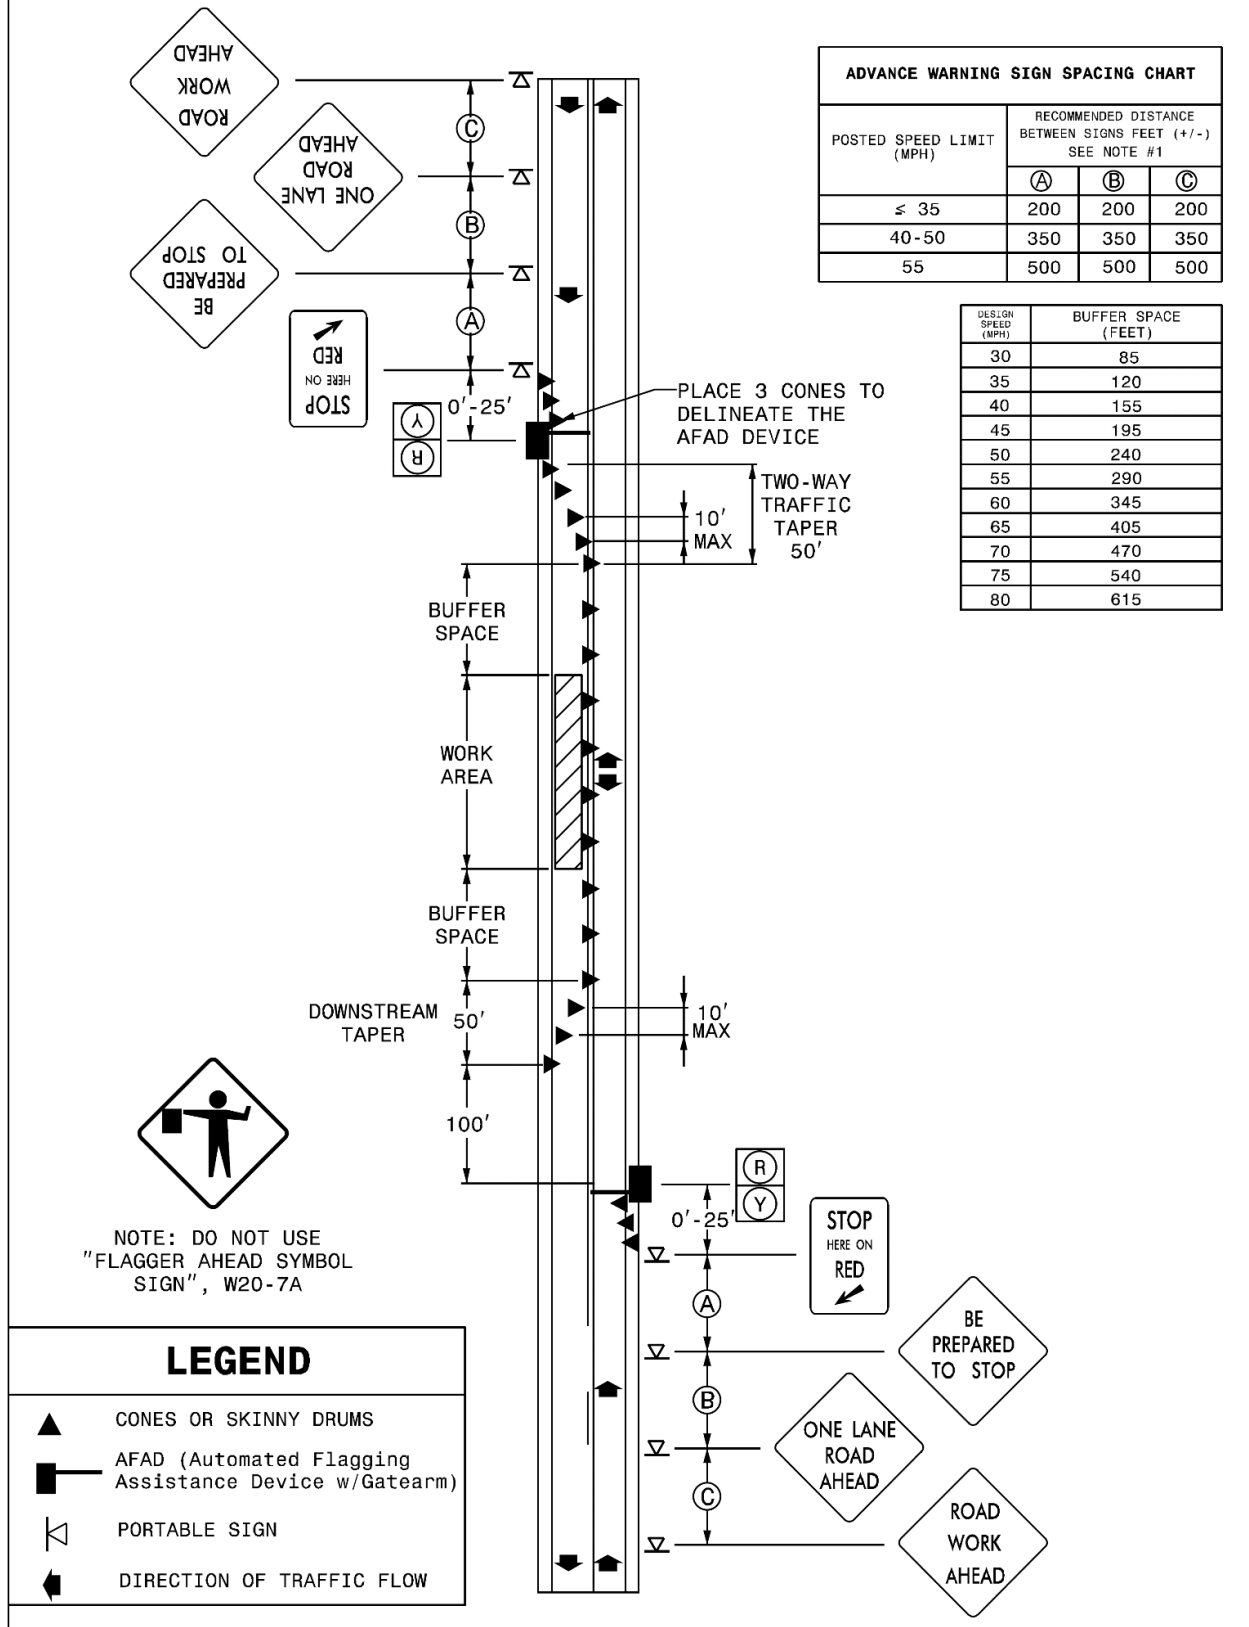 ROAD
WORK
AHEAD
ONE LANE
ROAD
AHEAD
BE
PREPARED
TO STOP
STOP
HERE ON
RED
C
B
A
0'-25'
Y
R
ADVANCE WARNING SIGN SPACING CHART
POSTED SPEED LIMIT
(MPH)
RECOMMENDED DISTANCE
BETWEEN SIGNS FEET (+/-)
SEE NOTE #1
A B C
≤ 35 200 200 200
40-50 350 350 350
55 500 500 500
DESIGN
SPEED
(MPH)
BUFFER SPACE
(FEET)
30 85
35 120
40 155
45 195
50 240
55 290
60 345
65 405
70 470
75 540
80 615
PLACE 3 CONES TO
DELINEATE THE
AFAD DEVICE
TWO-WAY
TRAFFIC
TAPER
50'
10'
MAX
BUFFER
SPACE
WORK
AREA
BUFFER
SPACE
DOWNSTREAM
TAPER
50'
10'
MAX
100'
NOTE: DO NOT USE
"FLAGGER AHEAD SYMBOL
SIGN", W20-7A
R
Y
0'-25'
STOP
HERE ON
RED
A
BE
PREPARED
TO STOP
B
ONE LANE
ROAD
AHEAD
C
ROAD
WORK
AHEAD
LEGEND
CONES OR SKINNY DRUMS
AFAD (Automated Flagging
Assistance Device w/Gatearm)
PORTABLE SIGN
DIRECTION OF TRAFFIC FLOW